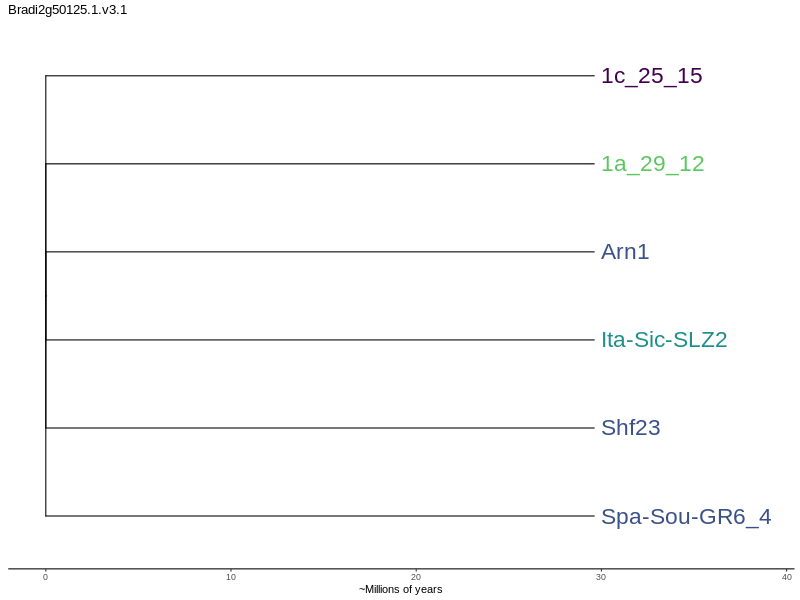 Bradi2g50125.1.v3.1
1c_25_15
1a_29_12
Arn1
Ita-Sic-SLZ2
Shf23
Spa-Sou-GR6_4
0 10 20 30 40
~Millions of years